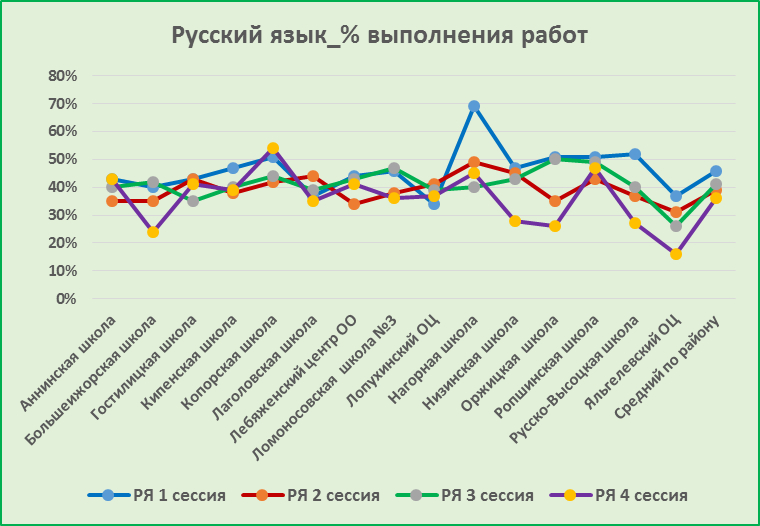 Русский язык_% выполнения работ
80%
70%
60%
50%
40%
30%
20%
10%
0%
Аннинская школа
Большеижорская школа
Гостилицкая школа
Кипенская школа
Копорская школа
Лаголовская школа
Лебяженский центр ОО
Ломоносовская школа №3
Лопухинский ОЦ
Нагорная школа
Низинская школа
Оржицкая школа
Ропшинская школа
Русско-Высоцкая школа
Яльгелевский ОЦ
Средний по району
РЯ 1 сессия
РЯ 2 сессия
РЯ 3 сессия
РЯ 4 сессия